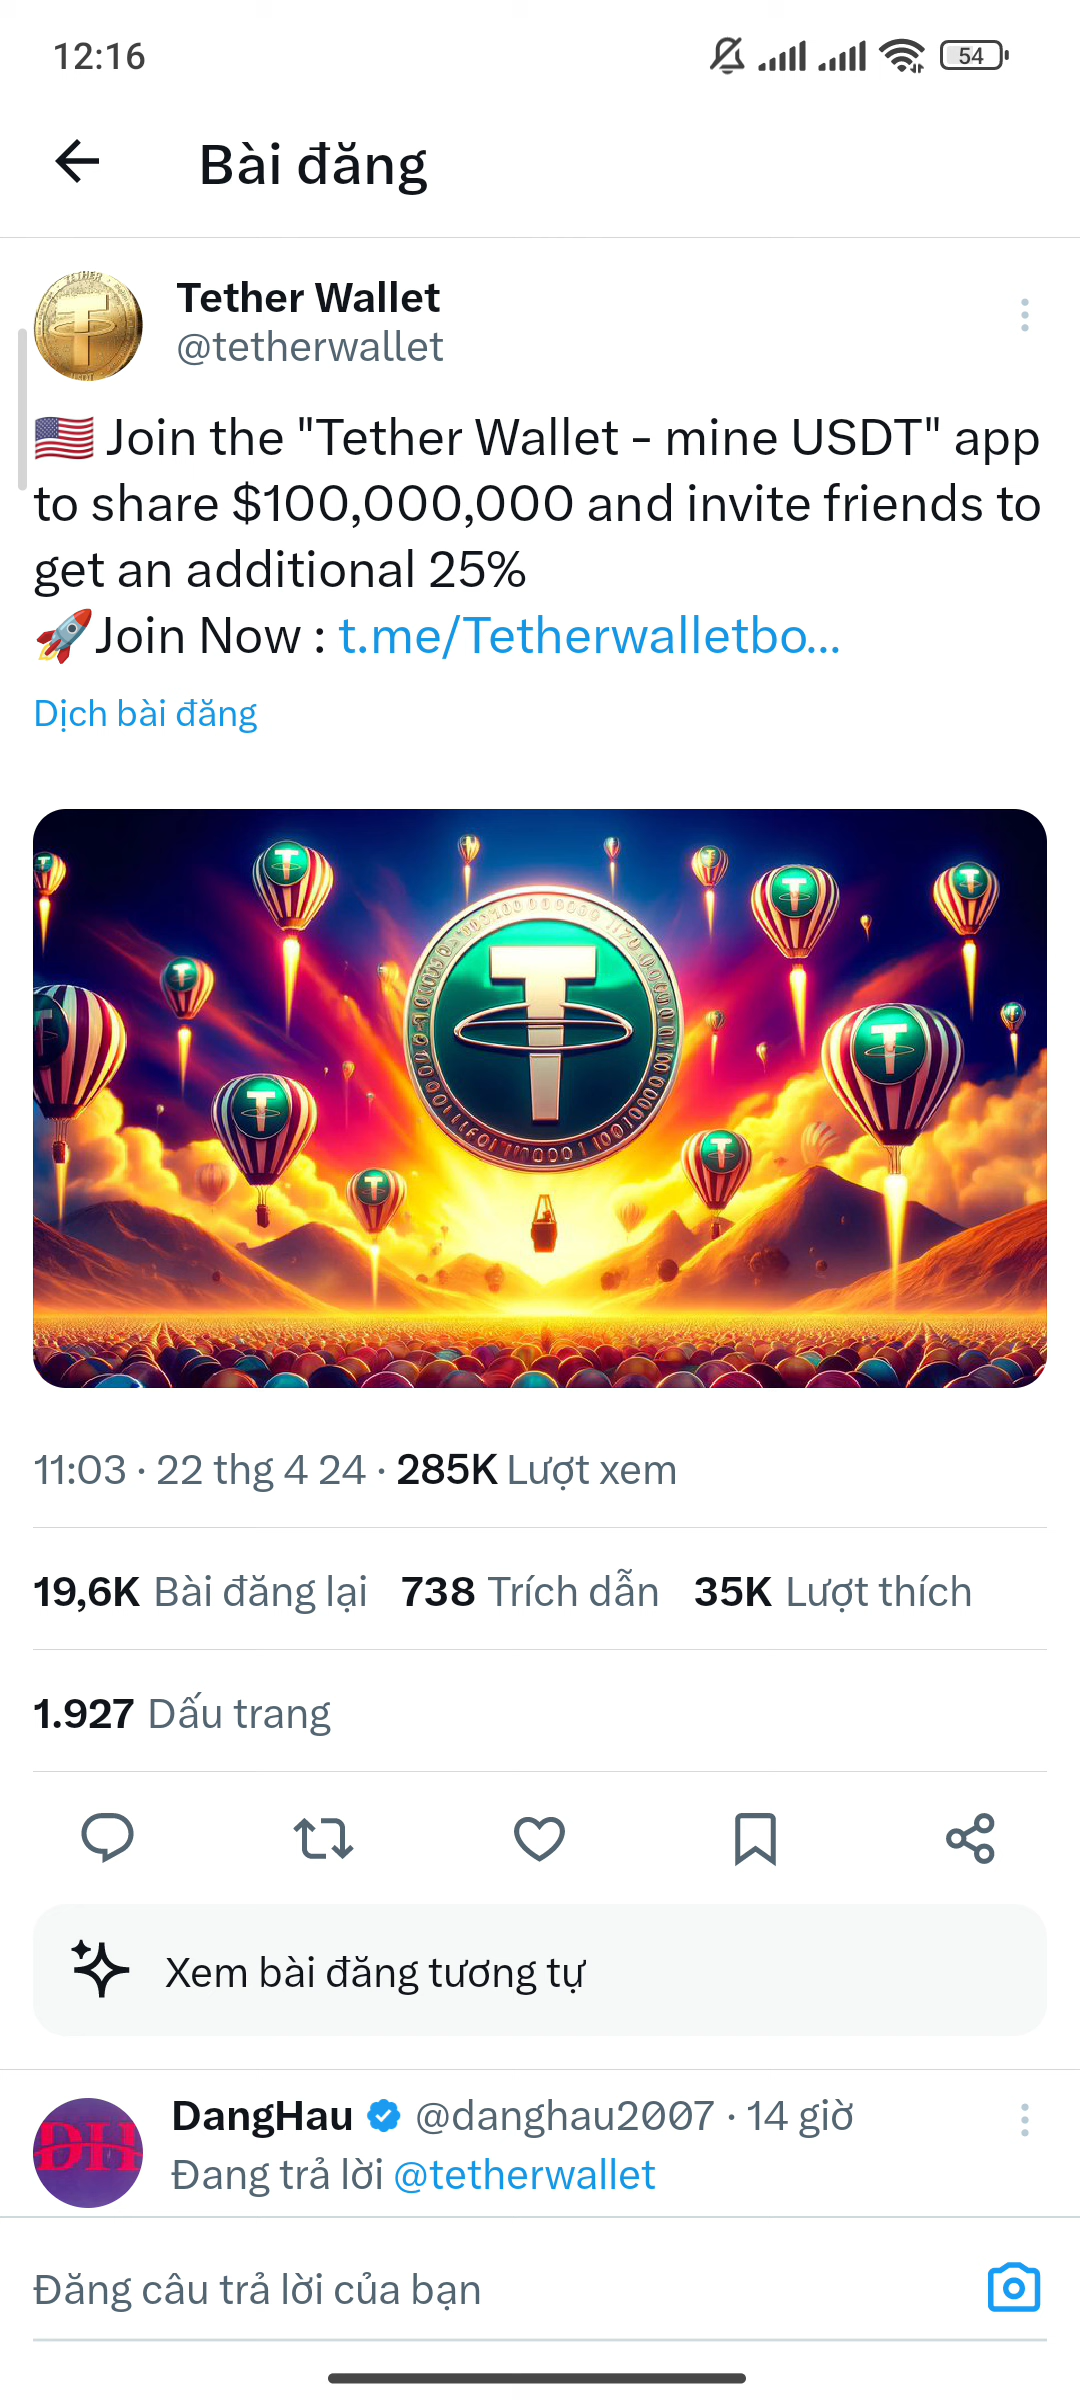 12:16
54
Bài đăng
Tether Wallet
@tetherwallet
🇺🇸 Join the "Tether Wallet - mine USDT" app
to share $100,000,000 and invite friends to
get an additional 25%
🚀Join Now : t.me/Tetherwalletbo...
Dịch bài đăng
11:03 · 22 thg 4 24 · 285K Lượt xem
19,6K Bài đăng lại 738 Trích dẫn 35K Lượt thích
1.927 Dấu trang
Xem bài đăng tương tự
DH
DangHau @danghau2007 · 14 giờ
Đang trả lời @tetherwallet
Đăng câu trả lời của bạn